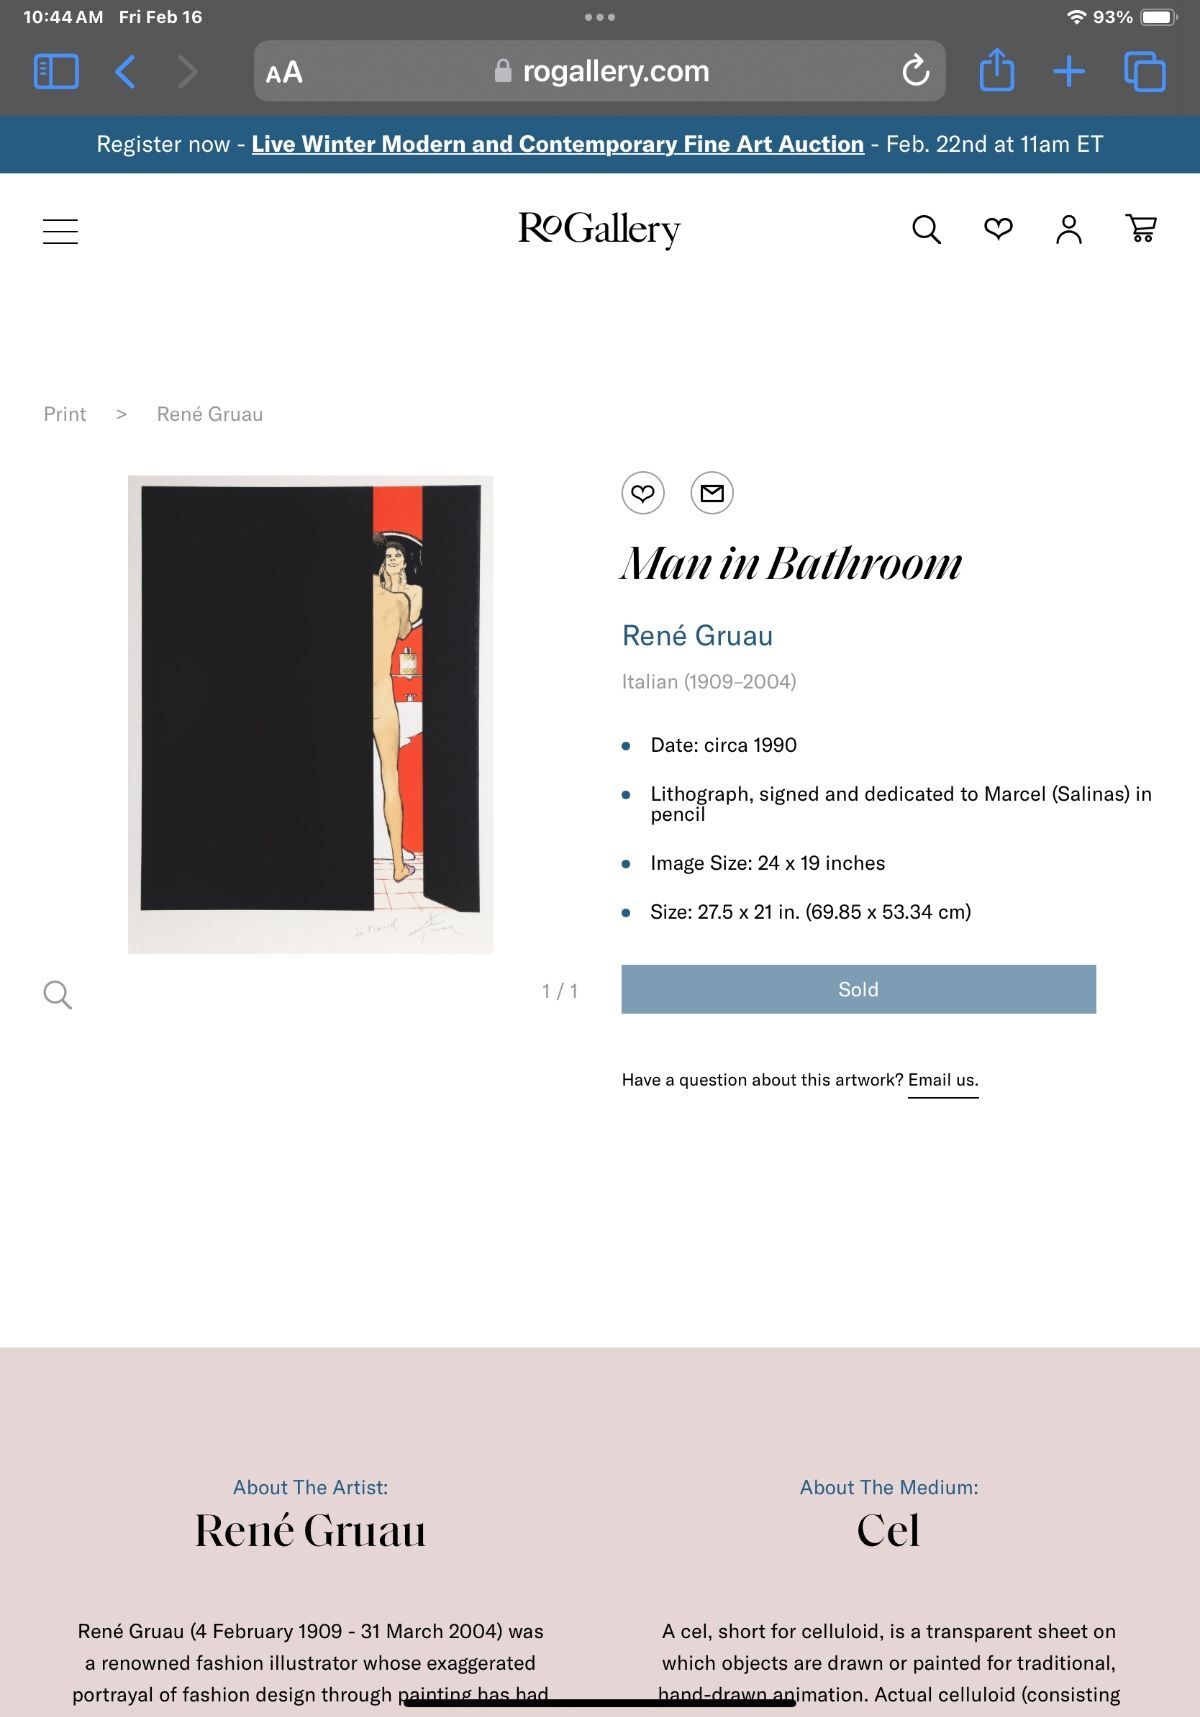 10:44 AM Fri Feb 16
93%
AA
rogallery.com
Register now - Live Winter Modern and Contemporary Fine Art Auction - Feb. 22nd at 11am ET
RoGallery
Print > René Gruau
Man in Bathroom
René Gruau
Italian (1909–2004)
Date: circa 1990
Lithograph, signed and dedicated to Marcel (Salinas) in
pencil
Image Size: 24 x 19 inches
Size: 27.5 x 21 in. (69.85 x 53.34 cm)
to Marcel
1 / 1
Sold
Have a question about this artwork? Email us.
About The Artist:
René Gruau
René Gruau (4 February 1909 - 31 March 2004) was
a renowned fashion illustrator whose exaggerated
portrayal of fashion design through painting has had
About The Medium:
Cel
A cel, short for celluloid, is a transparent sheet on
which objects are drawn or painted for traditional,
hand-drawn animation. Actual celluloid (consisting